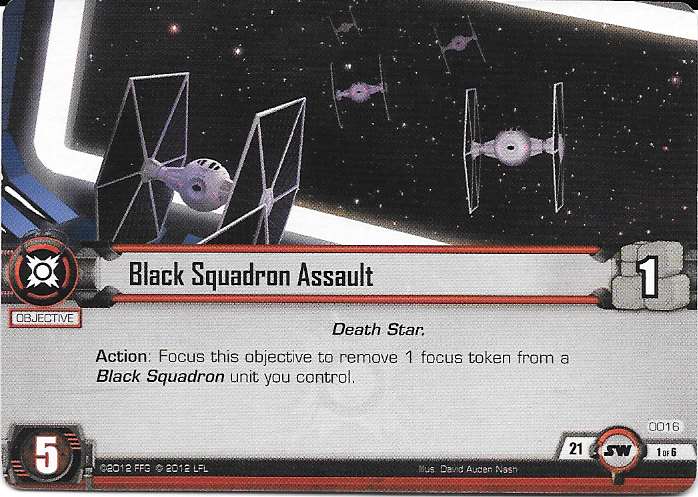 Black Squadron Assault
1
OBJECTIVE
Death Star.
Action: Focus this objective to remove 1 focus token from a
Black Squadron unit you control.
5
©2012 FFG © 2012 LFL
Illus. David Auden Nash
21
SW
0016
1 OF 6